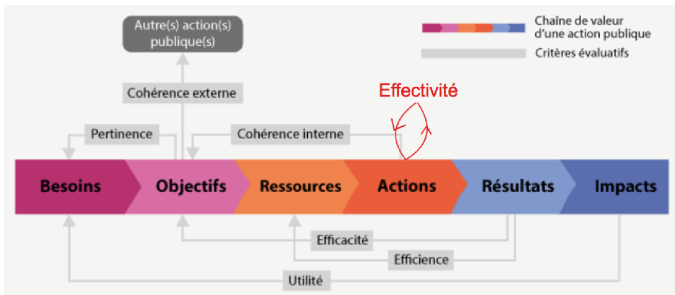 Autre(s) action(s)
publique(s)
Chaîne de valeur
d'une action publique
Critères évaluatifs
Effectivité
Cohérence externe
Pertinence
Cohérence interne
Besoins
Objectifs
Ressources
Actions
Résultats
Impacts
Efficacité
Efficience
Utilité